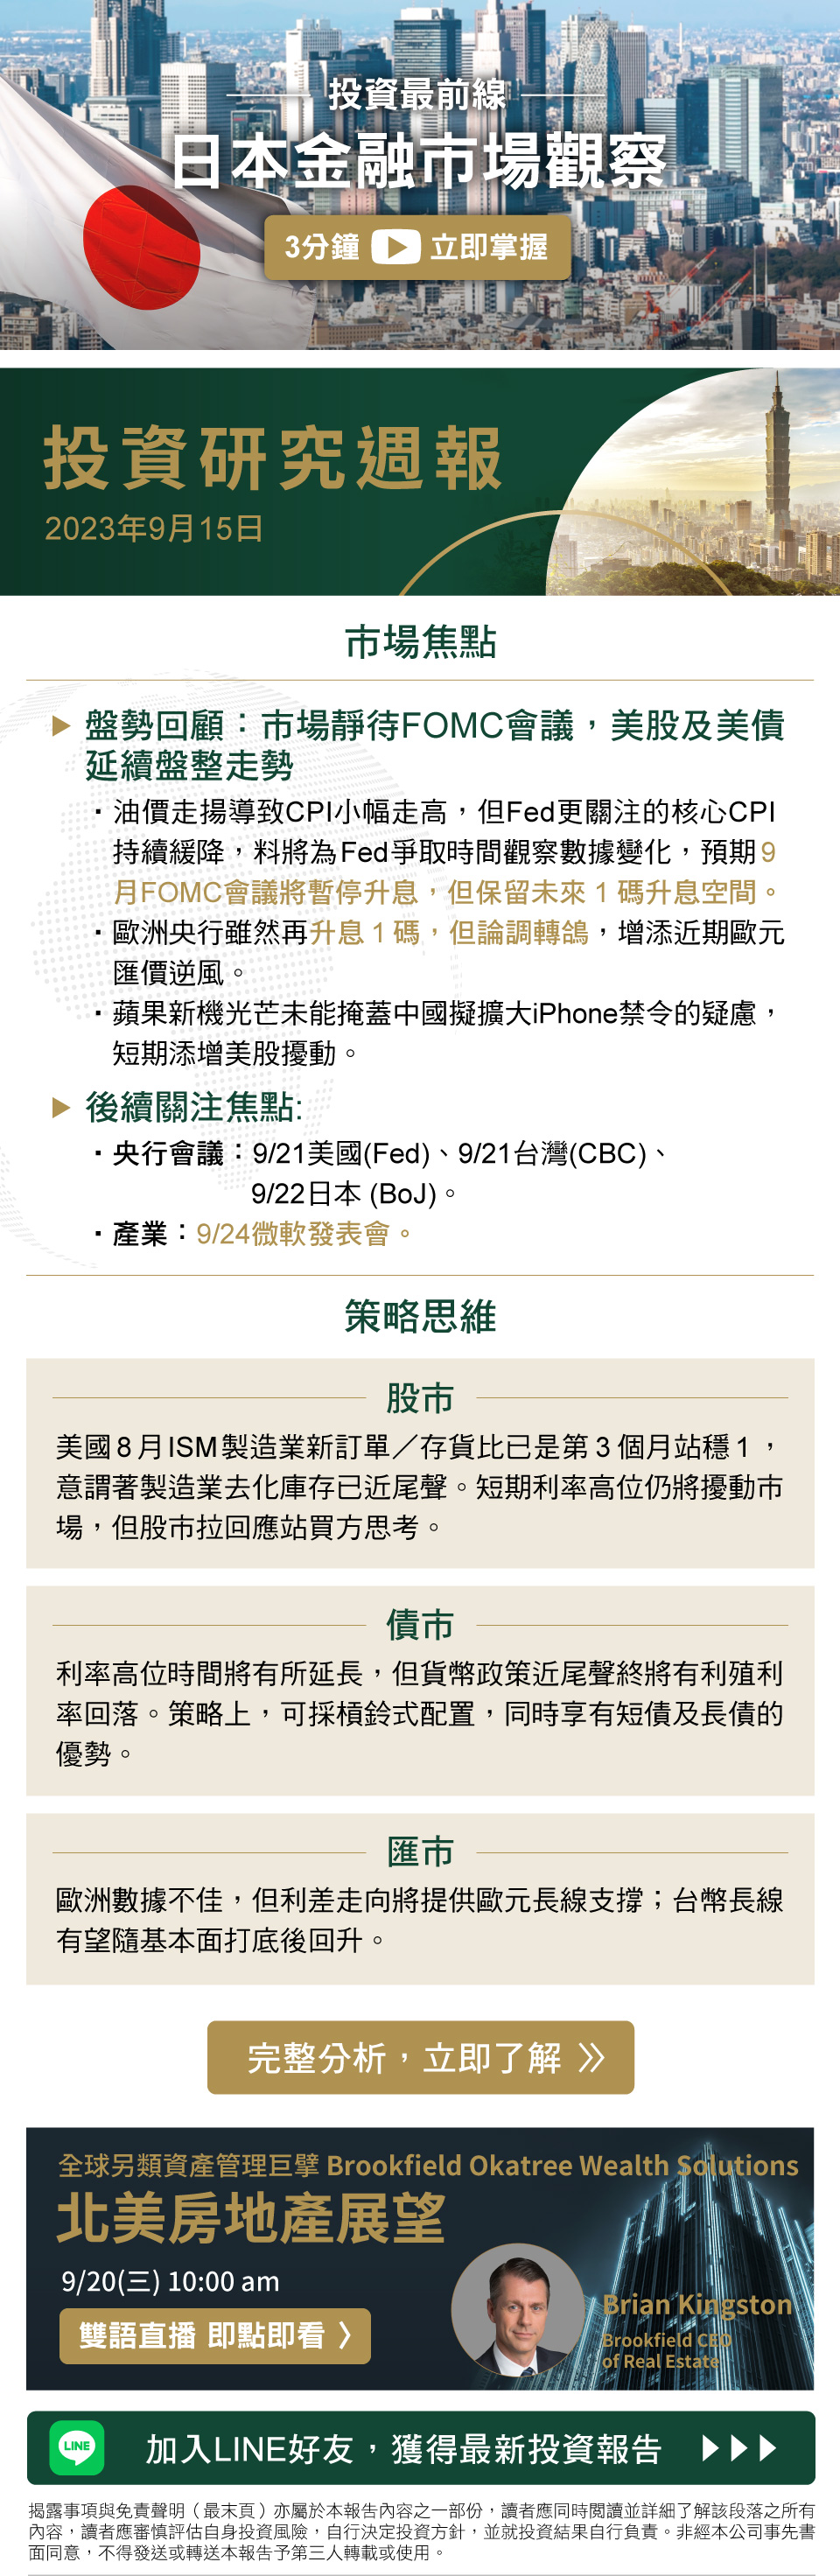 投資最前線
日本金融市場觀察
3分鐘 立即掌握
投資研究週報
2023年9月15日
市場焦點
盤勢回顧：市場靜待FOMC會議，美股及美債
延續盤整走勢
▪ 油價走揚導致CPI小幅走高，但Fed更關注的核心CPI
持續緩降，料將為Fed爭取時間觀察數據變化，預期9
月FOMC會議將暫停升息，但保留未來 1 碼升息空間。
▪ 歐洲央行雖然再升息 1 碼，但論調轉鴿，增添近期歐元
匯價逆風。
▪ 蘋果新機光芒未能掩蓋中國擬擴大iPhone禁令的疑慮，
短期添增美股擾動。
後續關注焦點:
▪ 央行會議：9/21美國(Fed)、9/21台灣(CBC)、
9/22日本 (BoJ)。
▪ 產業：9/24微軟發表會。
策略思維
股市
美國 8 月 ISM 製造業新訂單／存貨比已是第 3 個月站穩 1，
意謂著製造業去化庫存已近尾聲。短期利率高位仍將擾動市
場，但股市拉回應站買方思考。
債市
利率高位時間將有所延長，但貨幣政策近尾聲終將有利殖利
率回落。策略上，可採槓鈴式配置，同時享有短債及長債的
優勢。
匯市
歐洲數據不佳，但利差走向將提供歐元長線支撐；台幣長線
有望隨基本面打底後回升。
完整分析，立即了解
全球另類資產管理巨擘 Brookfield Okatree Wealth Solutions
北美房地產展望
9/20(三) 10:00 am
雙語直播 即點即看
Brian Kingston
Brookfield CEO
of Real Estate
LINE
加入LINE好友，獲得最新投資報告
揭露事項與免責聲明（最末頁）亦屬於本報告內容之一部份，讀者應同時閱讀並詳細了解該段落之所有
內容，讀者應審慎評估自身投資風險，自行決定投資方針，並就投資結果自行負責。非經本公司事先書
面同意，不得發送或轉送本報告予第三人轉載或使用。